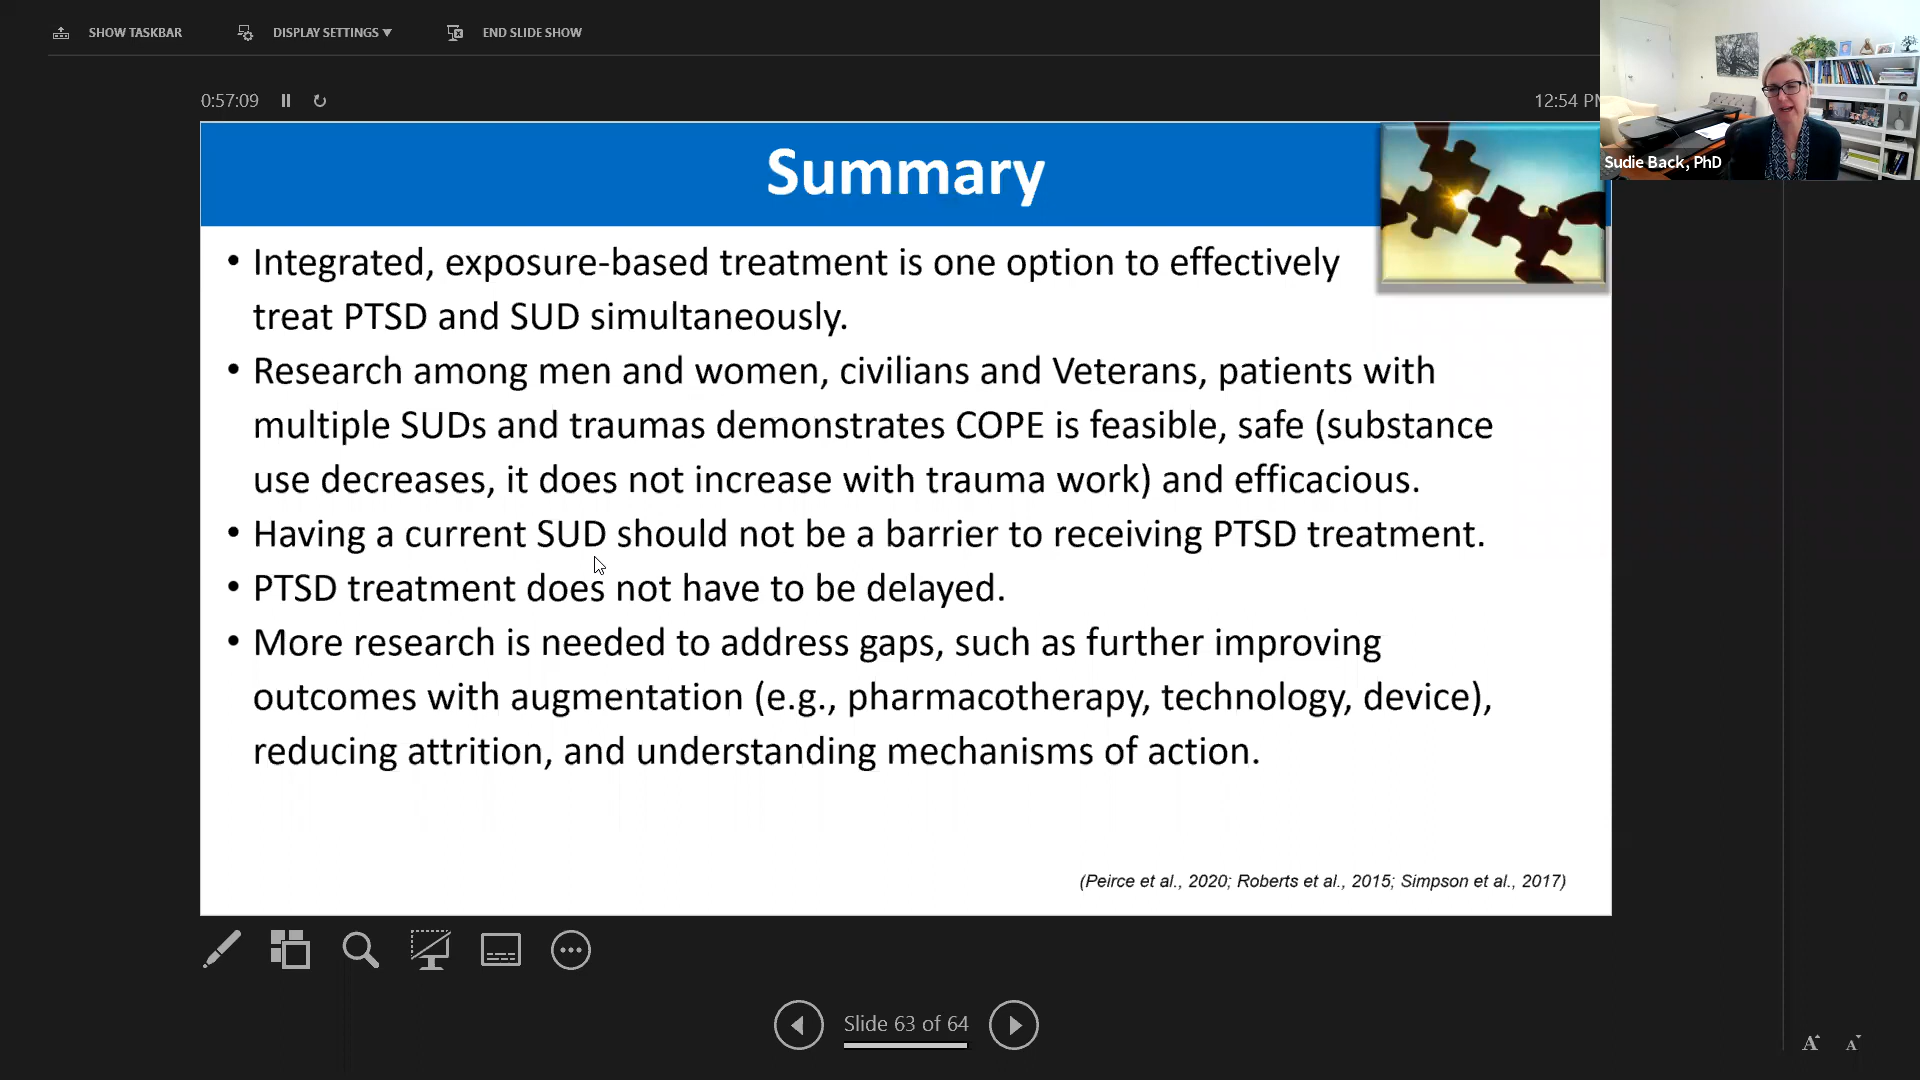 SHOW TASKBAR
DISPLAY SETTINGS ▼
END SLIDE SHOW
0:57:09
12:54 PM
Sudie Back, PhD
Summary
• Integrated, exposure-based treatment is one option to effectively
treat PTSD and SUD simultaneously.
• Research among men and women, civilians and Veterans, patients with
multiple SUDs and traumas demonstrates COPE is feasible, safe (substance
use decreases, it does not increase with trauma work) and efficacious.
• Having a current SUD should not be a barrier to receiving PTSD treatment.
• PTSD treatment does not have to be delayed.
• More research is needed to address gaps, such as further improving
outcomes with augmentation (e.g., pharmacotherapy, technology, device),
reducing attrition, and understanding mechanisms of action.
(Peirce et al., 2020; Roberts et al., 2015; Simpson et al., 2017)
Slide 63 of 64
A A